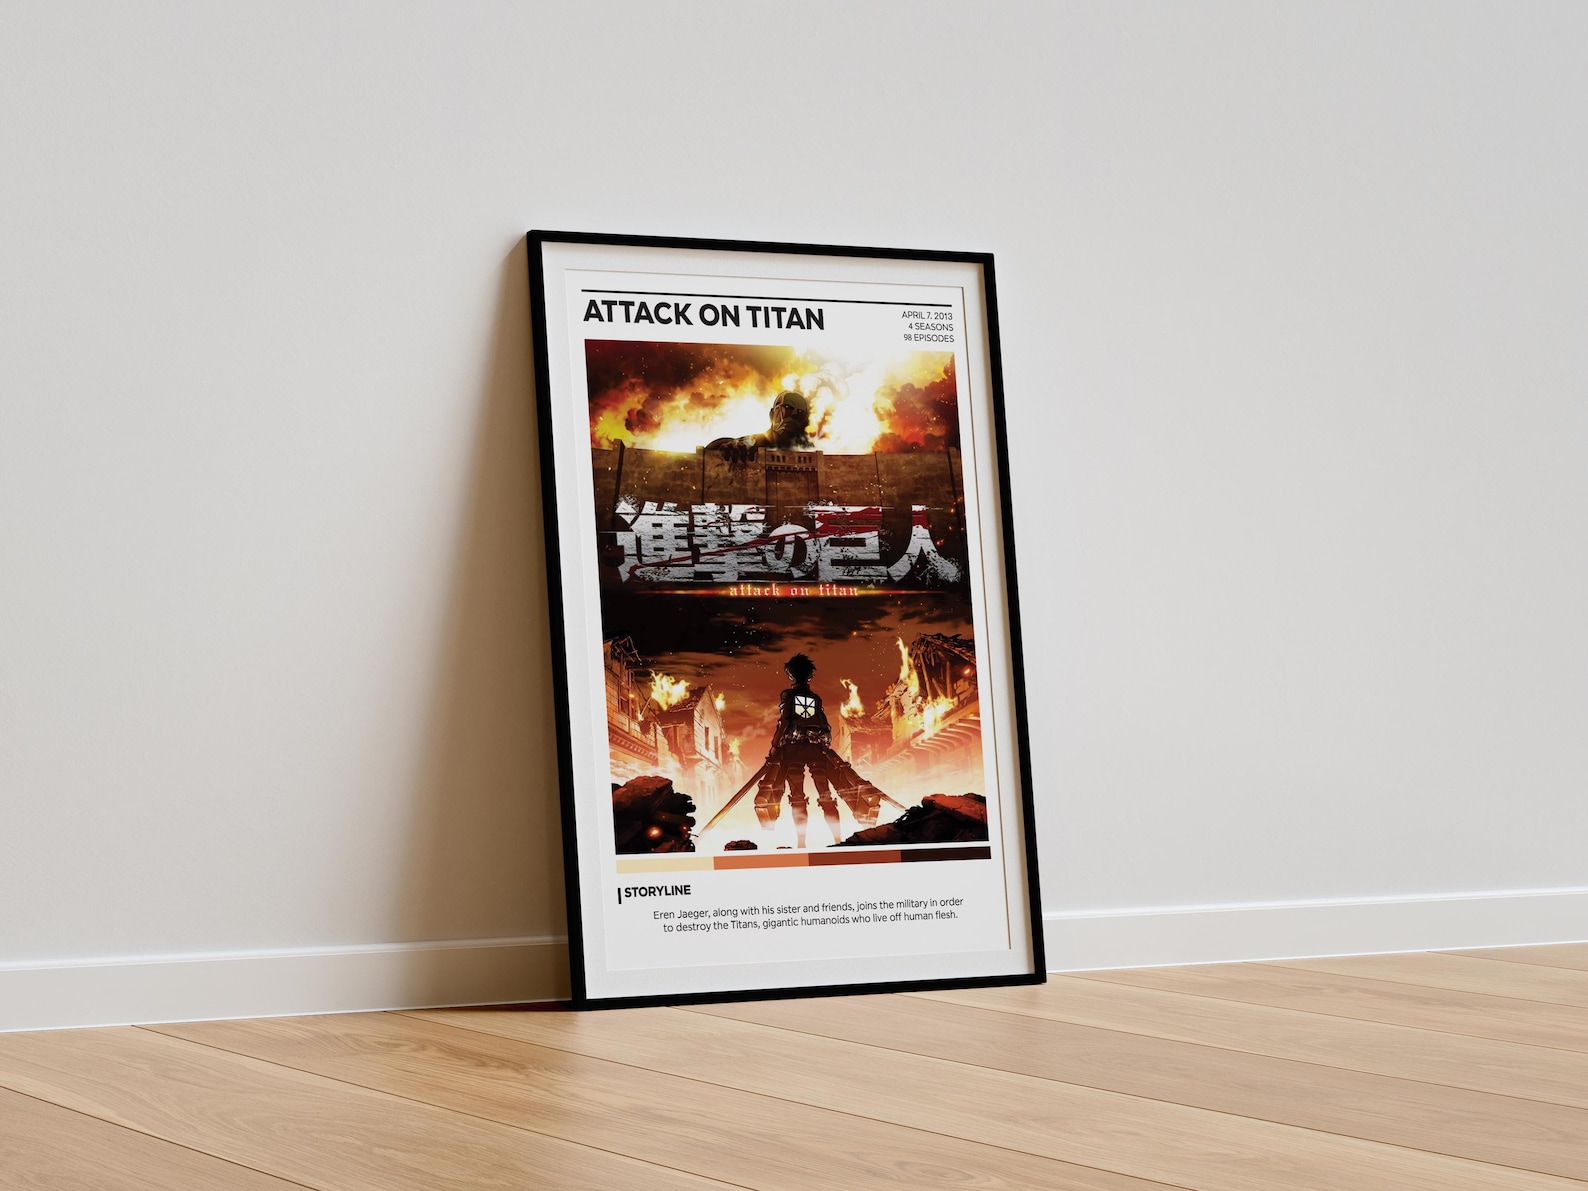 ATTACK ON TITAN
APRIL 7. 2013
4 SEASONS
98 EPISODES
進撃の巨人
attack on titan
STORYLINE
Eren Jaeger, along with his sister and friends, joins the military in order
to destroy the Titans, gigantic humanoids who live off human flesh.